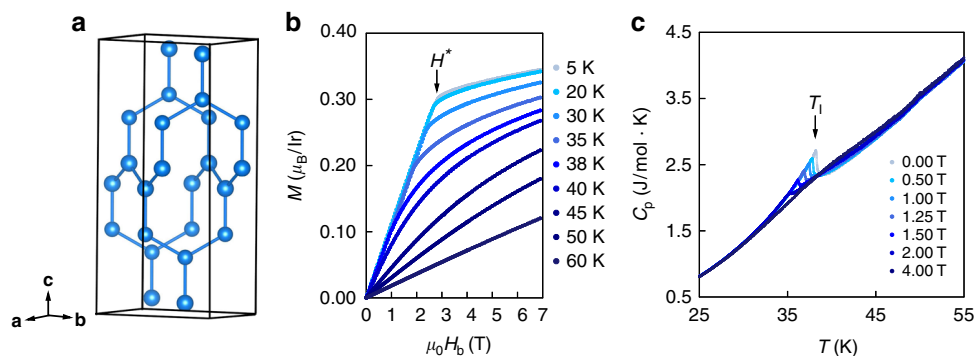 a
c
a
b
b
M (μB/Ir)
0.30
0.20
0.10
0.00
H*
0 1 2 3 4 5 6 7
μ0Hb (T)
5 K
20 K
30 K
35 K
38 K
40 K
45 K
50 K
60 K
c
Cp (J/mol · K)
4.5
3.5
2.5
1.5
0.5
TI
0.00 T
0.50 T
1.00 T
1.25 T
1.50 T
2.00 T
4.00 T
25 35 45 55
T (K)